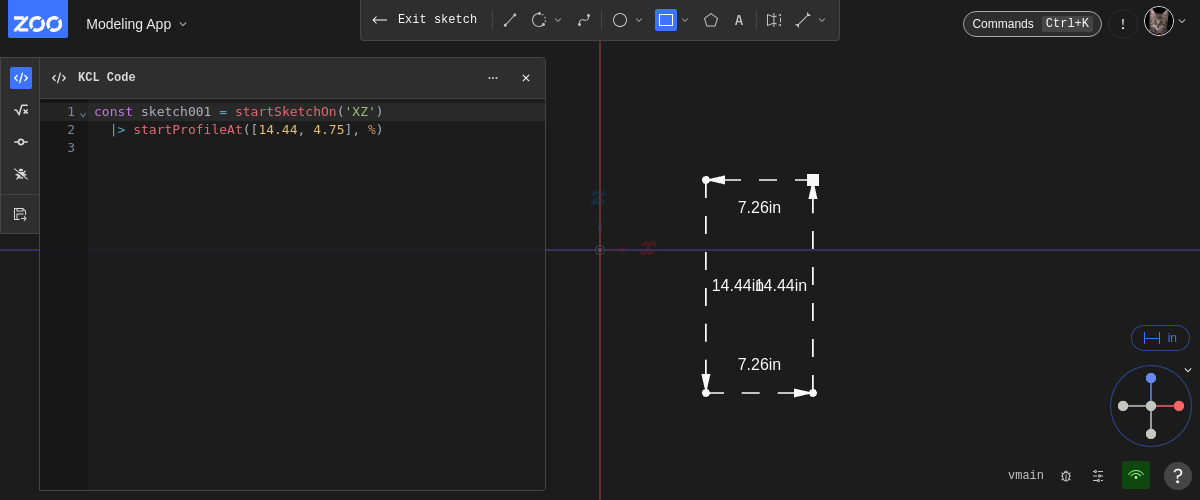 ZOO
Modeling App
Exit sketch
A
Commands Ctrl+K
!
KCL Code
1 const sketch001 = startSketchOn('XZ')
2 |> startProfileAt([14.44, 4.75], %)
3
z
x
7.26in
14.44in
14.44in
7.26in
in
vmain
?